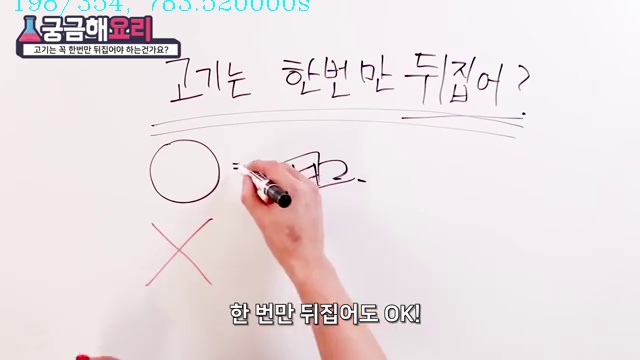 198/354, 783.520000s
궁금해요리
고기는 꼭 한번만 뒤집어야 하는건가요?
고기는 한번만 뒤집어?
한 번만 뒤집어도 OK!